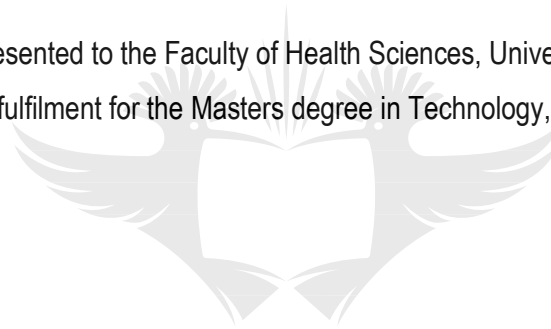 esented to the Faculty of Health Sciences, Unive
fulfilment for the Masters degree in Technology,